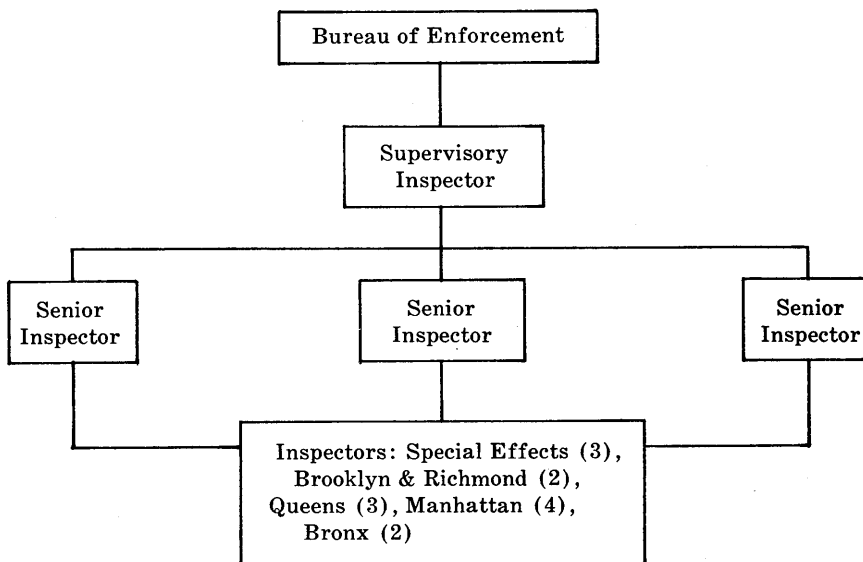 Bureau of Enforcement
Supervisory
Inspector
Senior
Inspector
Senior
Inspector
Senior
Inspector
Inspectors: Special Effects (3),
Brooklyn & Richmond (2),
Queens (3), Manhattan (4),
Bronx (2)